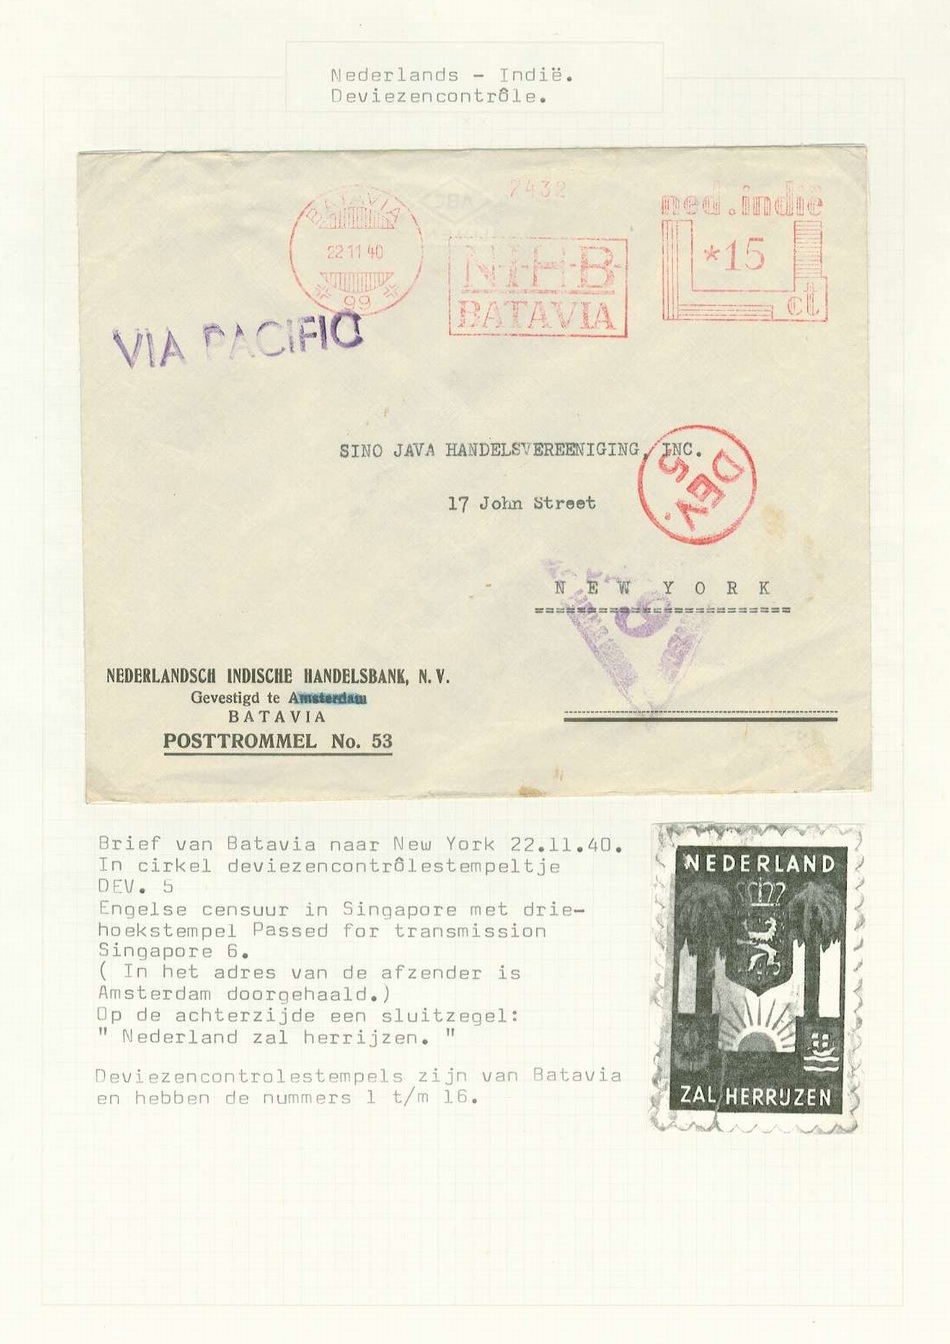 Nederlands - Indië.
Deviezencontrôle.
2432
BATAVIA
22 11 40
99
N·I·H·B·
BATAVIA
ned. indië
*15
ct
VIA PACIFIC
SINO JAVA HANDELSVEREENIGING, INC.
17 John Street
DEV.
5
N E W Y O R K
NEDERLANDSCH INDISCHE HANDELSBANK, N.V.
Gevestigd te Amsterdam
BATAVIA
POSTTROMMEL No. 53
Brief van Batavia naar New York 22.11.40.
In cirkel deviezencontrôlestempeltje
DEV. 5
Engelse censuur in Singapore met drie-
hoekstempel Passed for transmission
Singapore 6.
( In het adres van de afzender is
Amsterdam doorgehaald.)
Op de achterzijde een sluitzegel:
" Nederland zal herrijzen. "
Deviezencontrolestempels zijn van Batavia
en hebben de nummers 1 t/m 16.
NEDERLAND
ZAL HERRIJZEN